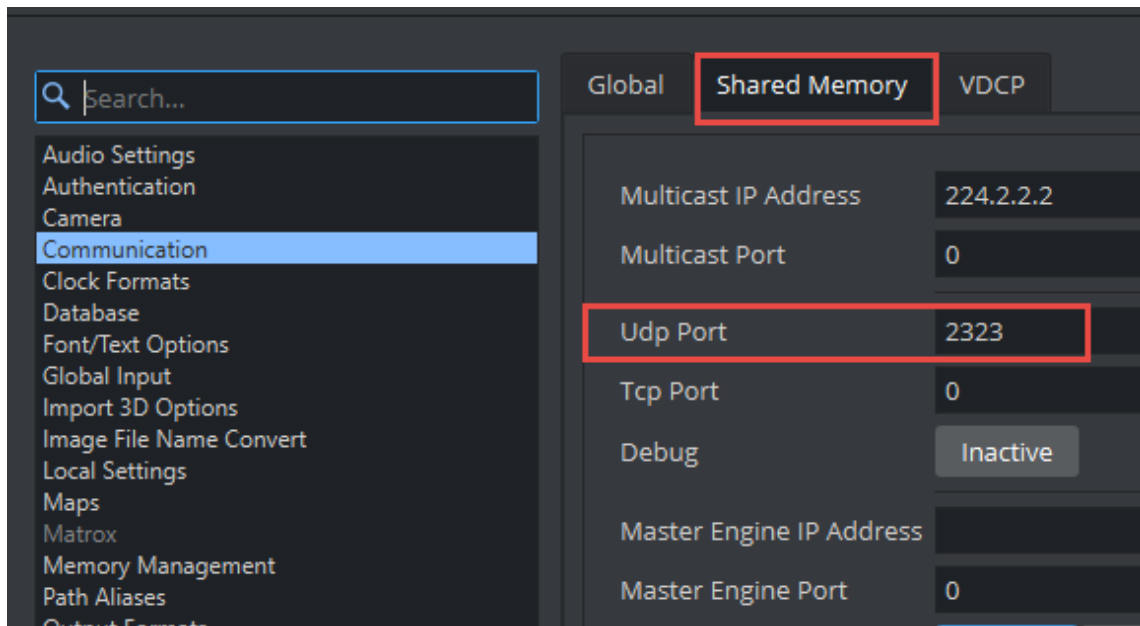 Search...
Audio Settings
Authentication
Camera
Communication
Clock Formats
Database
Font/Text Options
Global Input
Import 3D Options
Image File Name Convert
Local Settings
Maps
Matrox
Memory Management
Path Aliases
Global Shared Memory VDCP
Multicast IP Address 224.2.2.2
Multicast Port 0
Udp Port 2323
Tcp Port 0
Debug Inactive
Master Engine IP Address
Master Engine Port 0